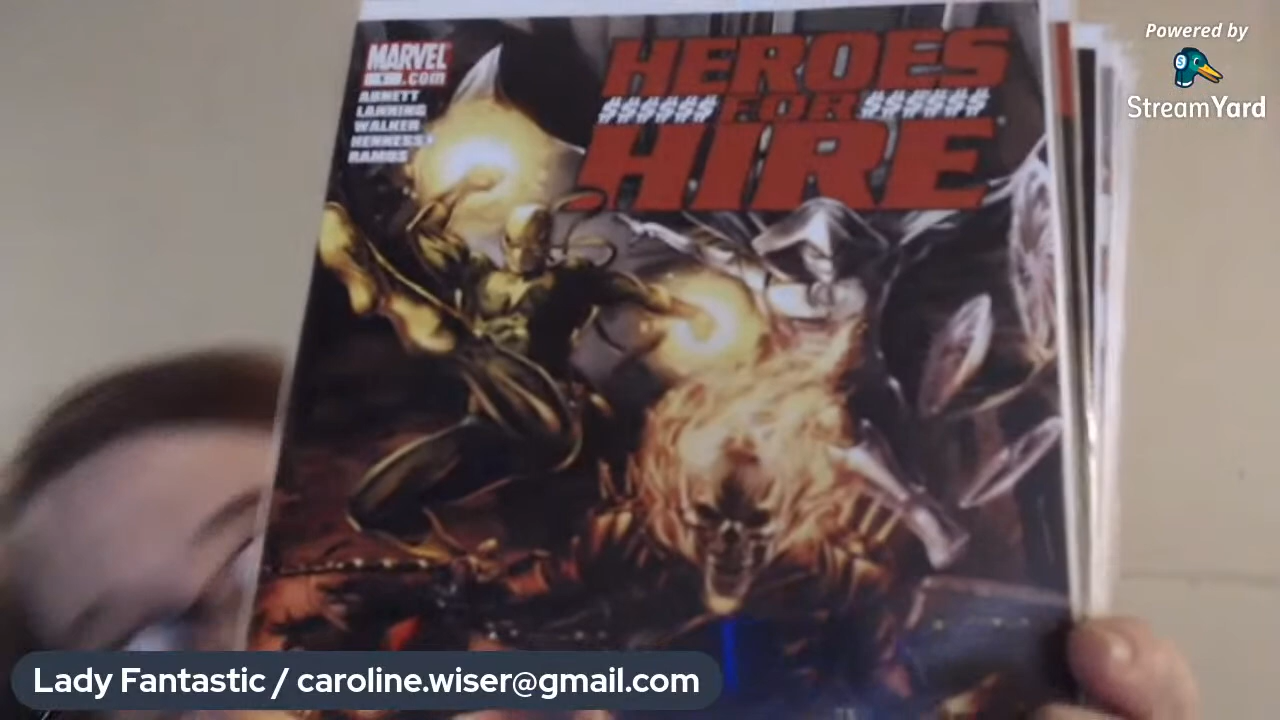 Powered by
StreamYard
MARVEL
.com
ABNETT
LANNING
WALKER
HENNESSY
RAMOS
HEROES
$$$$$$ FOR $$$$$$
HIRE
Lady Fantastic / caroline.wiser@gmail.com